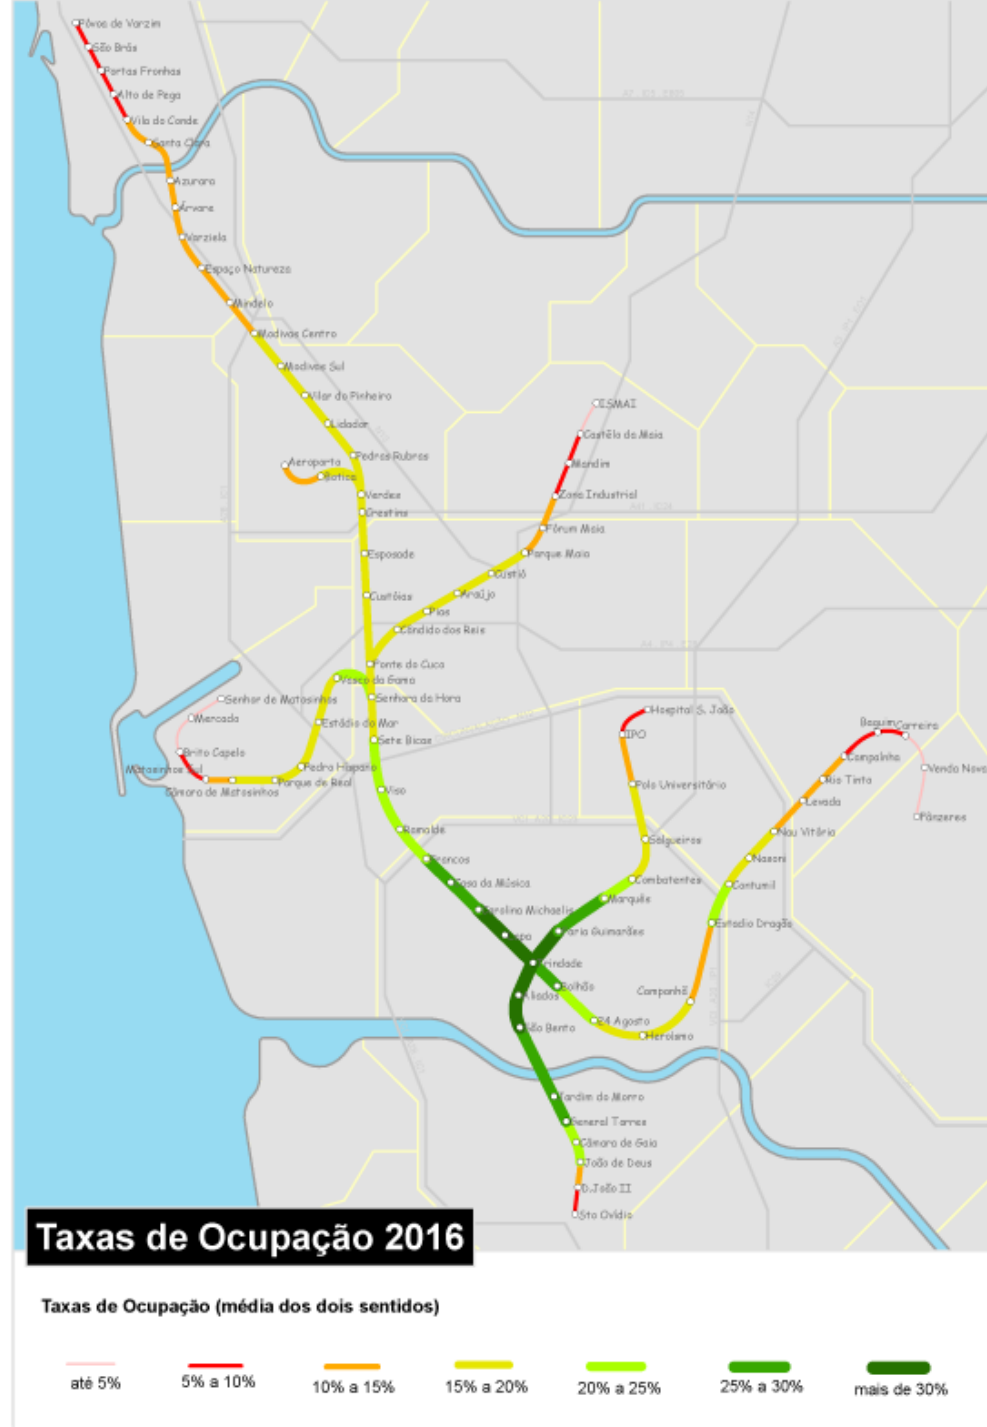 Póvoa de Varzim
São Brás
Portas Fronhas
Alto de Pega
Vila do Conde
Santa Clara
Azurara
Árvore
Varziela
Espaço Natureza
Mindelo
Modivas Centro
Modivas Sul
Vilar do Pinheiro
Lidador
Pedras Rubras
Aeroporto
Botica
Verdes
Crestins
Esposade
Custóias
ISMAI
Castêlo da Maia
Mandim
Zona Industrial
Fórum Maia
Parque Maia
Custió
Araújo
Pias
Cândido dos Reis
Fonte do Cuco
Vasco da Gama
Senhora da Hora
Senhor de Matosinhos
Mercado
Estádio do Mar
Sete Bicas
Brito Capelo
Matosinhos Sul
Pedro Hispano
Câmara de Matosinhos
Parque de Real
Viso
Ramalde
Francos
Casa da Música
Carolina Michaelis
Lapa
Trindade
Hospital S. João
IPO
Polo Universitário
Salgueiros
Combatentes
Marquês
Faria Guimarães
Baguim
Carreira
Campainha
Venda Nova
Rio Tinto
Levada
Fânzeres
Nau Vitória
Nasoni
Contumil
Estadio Dragão
Campanhã
Bolhão
Aliados
24 Agosto
São Bento
Heroísmo
Jardim do Morro
General Torres
Câmara de Gaia
João de Deus
D.João II
Sto Ovídio
Taxas de Ocupação 2016
Taxas de Ocupação (média dos dois sentidos)
até 5%
5% a 10%
10% a 15%
15% a 20%
20% a 25%
25% a 30%
mais de 30%